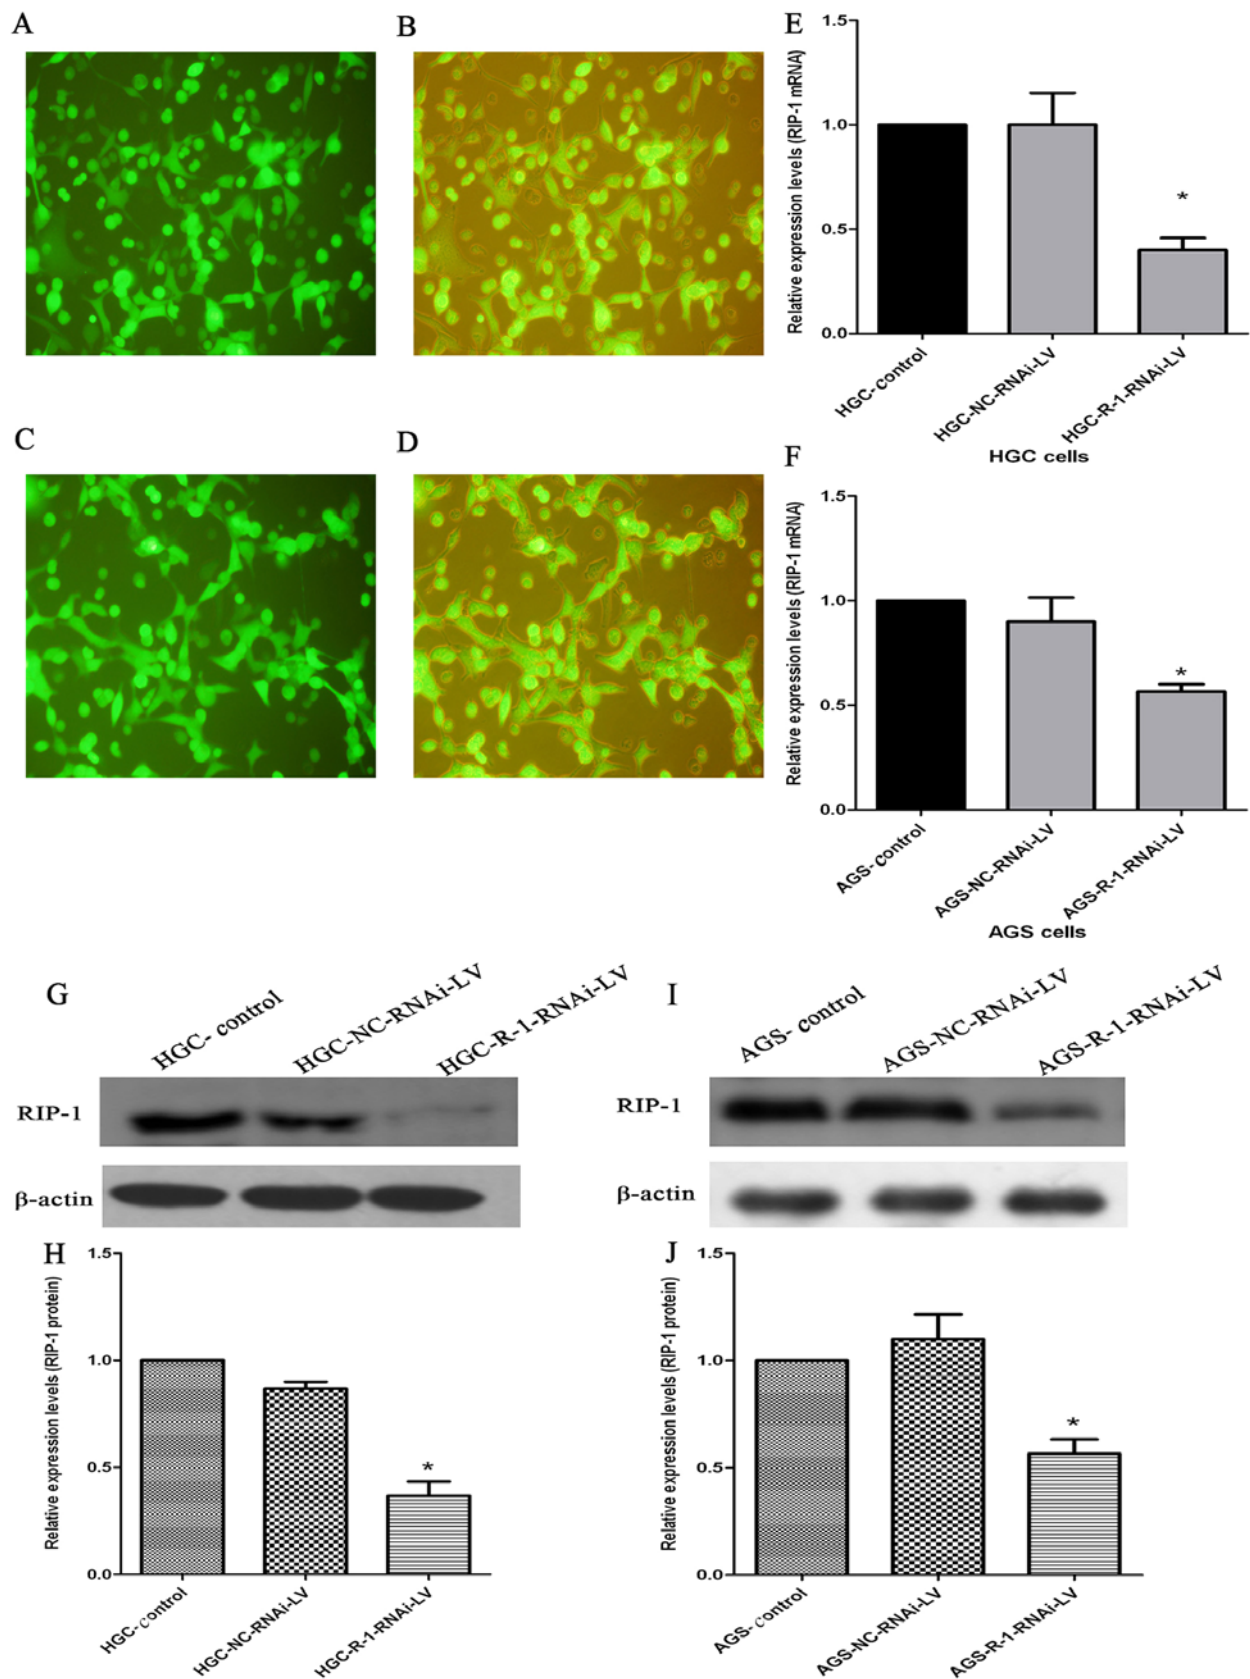 A
B
E
1.5
1.0
0.5
0.0
Relative expression levels (RIP-1 mRNA)
*
HGC-control
HGC-NC-RNAi-LV
HGC-R-1-RNAi-LV
HGC cells
C
D
F
1.5
1.0
0.5
0.0
Relative expression levels (RIP-1 mRNA)
*
AGS-control
AGS-NC-RNAi-LV
AGS-R-1-RNAi-LV
AGS cells
G
HGC- control
HGC-NC-RNAi-LV
HGC-R-1-RNAi-LV
RIP-1
β-actin
I
AGS- control
AGS-NC-RNAi-LV
AGS-R-1-RNAi-LV
RIP-1
β-actin
H
1.5
1.0
0.5
0.0
Relative expression levels (RIP-1 protein)
*
HGC-control
HGC-NC-RNAi-LV
HGC-R-1-RNAi-LV
J
1.5
1.0
0.5
0.0
Relative expression levels (RIP-1 protein)
*
AGS-control
AGS-NC-RNAi-LV
AGS-R-1-RNAi-LV